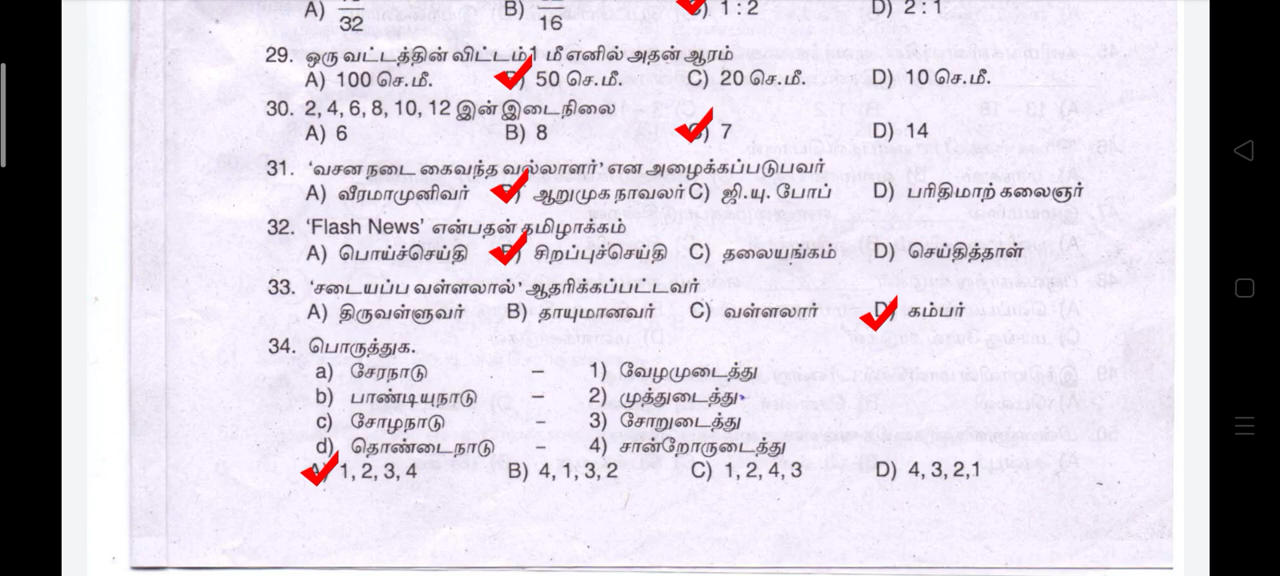 A) 32 B) 16 1 : 2 D) 2 : 1
29. ஒரு வட்டத்தின் விட்டம் 1 மீ எனில் அதன் ஆரம்
A) 100 செ.மீ. 50 செ.மீ. C) 20 செ.மீ. D) 10 செ.மீ.
30. 2, 4, 6, 8, 10, 12 இன் இடைநிலை
A) 6 B) 8 C) 7 D) 14
31. ‘வசன நடை கைவந்த வல்லாளர்’ என அழைக்கப்படுபவர்
A) வீரமாமுனிவர் B) ஆறுமுக நாவலர் C) ஜி.யு. போப் D) பரிதிமாற் கலைஞர்
32. ‘Flash News’ என்பதன் தமிழாக்கம்
A) பொய்ச்செய்தி B) சிறப்புச்செய்தி C) தலையங்கம் D) செய்தித்தாள்
33. ‘சடையப்ப வள்ளலால்’ ஆதரிக்கப்பட்டவர்
A) திருவள்ளுவர் B) தாயுமானவர் C) வள்ளலார் D) கம்பர்
34. பொருத்துக.
a) சேரநாடு – 1) வேழமுடைத்து
b) பாண்டியநாடு – 2) முத்துடைத்து
c) சோழநாடு – 3) சோறுடைத்து
d) தொண்டைநாடு – 4) சான்றோருடைத்து
A) 1, 2, 3, 4 B) 4, 1, 3, 2 C) 1, 2, 4, 3 D) 4, 3, 2,1